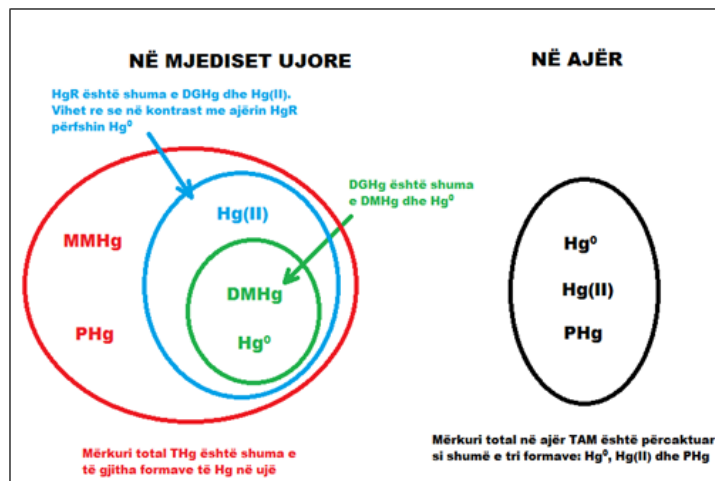 NË MJEDISET UJORE
HgR është shuma e DGHg dhe Hg(II).
Vihet re se në kontrast me ajërin HgR
përfshin Hg⁰
DGHg është shuma
e DMHg dhe Hg⁰
Hg(II)
MMHg
DMHg
PHg
Hg⁰
Mërkuri total THg është shuma e
të gjitha formave të Hg në ujë
NË AJËR
Hg⁰
Hg(II)
PHg
Mërkuri total në ajër TAM është përcaktuar
si shumë e tri formave: Hg⁰, Hg(II) dhe PHg